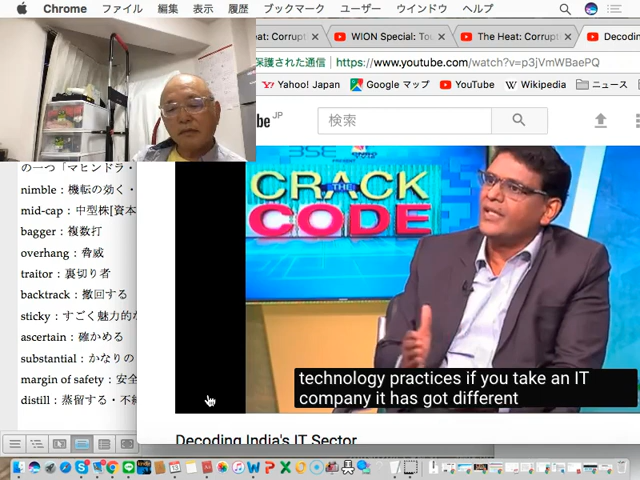 Chrome ファイル 編集 表示 履歴 ブックマーク ユーザー ウインドウ ヘルプ
eat: Corrupt × WION Special: Tou × The Heat: Corrupt × Decodin
保護された通信 | https://www.youtube.com/watch?v=p3jVmWBaePQ
Yahoo! Japan Google マップ YouTube Wikipedia ニュース
be JP 検索
の一つ「マヒンドラ・
nimble：機転の効く・
mid-cap：中型株[資本
bagger：複数打
overhang：脅威
traitor：裏切り者
backtrack：撤回する
sticky：すごく魅力的な
ascertain：確かめる
substantial：かなりの
margin of safety：安全
distill：蒸留する・不純
BSE
CRACK
THE
CODE
technology practices if you take an IT
company it has got different
Decoding India's IT Sector